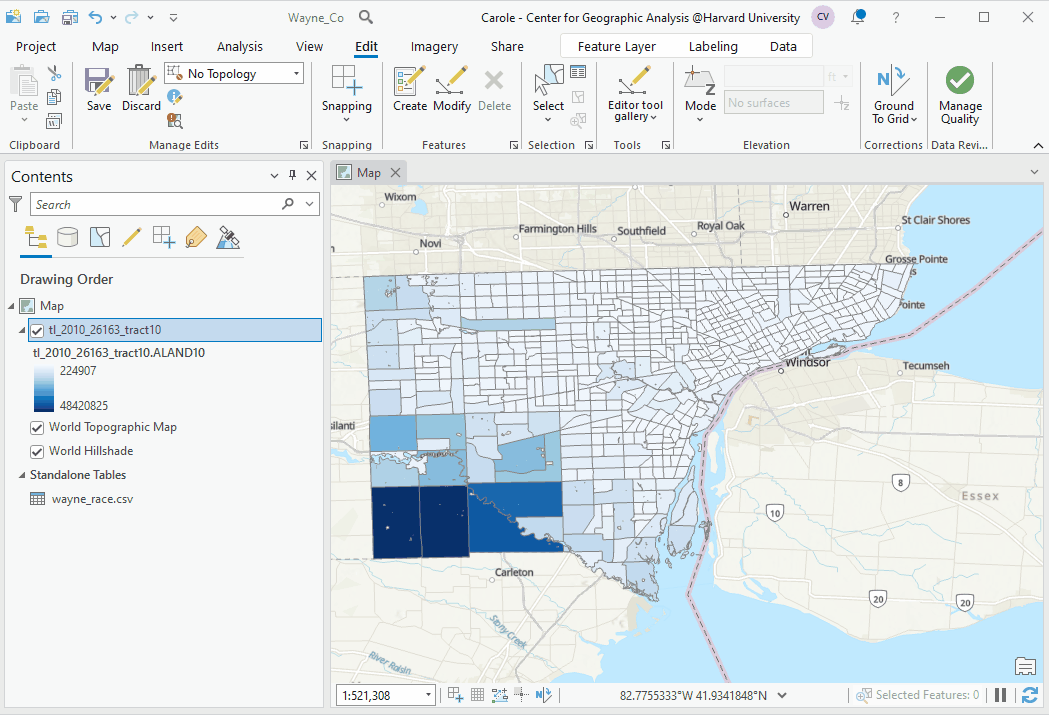 Wayne_Co
Carole - Center for Geographic Analysis @Harvard University
CV
?
Project
Map
Insert
Analysis
View
Edit
Imagery
Share
Feature Layer
Labeling
Data
Paste
Save
Discard
No Topology
Snapping
Create
Modify
Delete
Select
Editor tool
gallery
Mode
ft
No surfaces
Ground
To Grid
Manage
Quality
Clipboard
Manage Edits
Snapping
Features
Selection
Tools
Elevation
Corrections
Data Revi...
Contents
Search
Drawing Order
Map
tl_2010_26163_tract10
tl_2010_26163_tract10.ALAND10
224907
48420825
World Topographic Map
World Hillshade
Standalone Tables
wayne_race.csv
Map
Wixom
Novi
Farmington Hills
Southfield
Royal Oak
Warren
St Clair Shores
Grosse Pointe
s
Pointe
Windsor
Tecumseh
silanti
8
Essex
10
20
20
Carleton
Stony Creek
River Raisin
1:521,308
82.7755333°W 41.9341848°N
Selected Features: 0